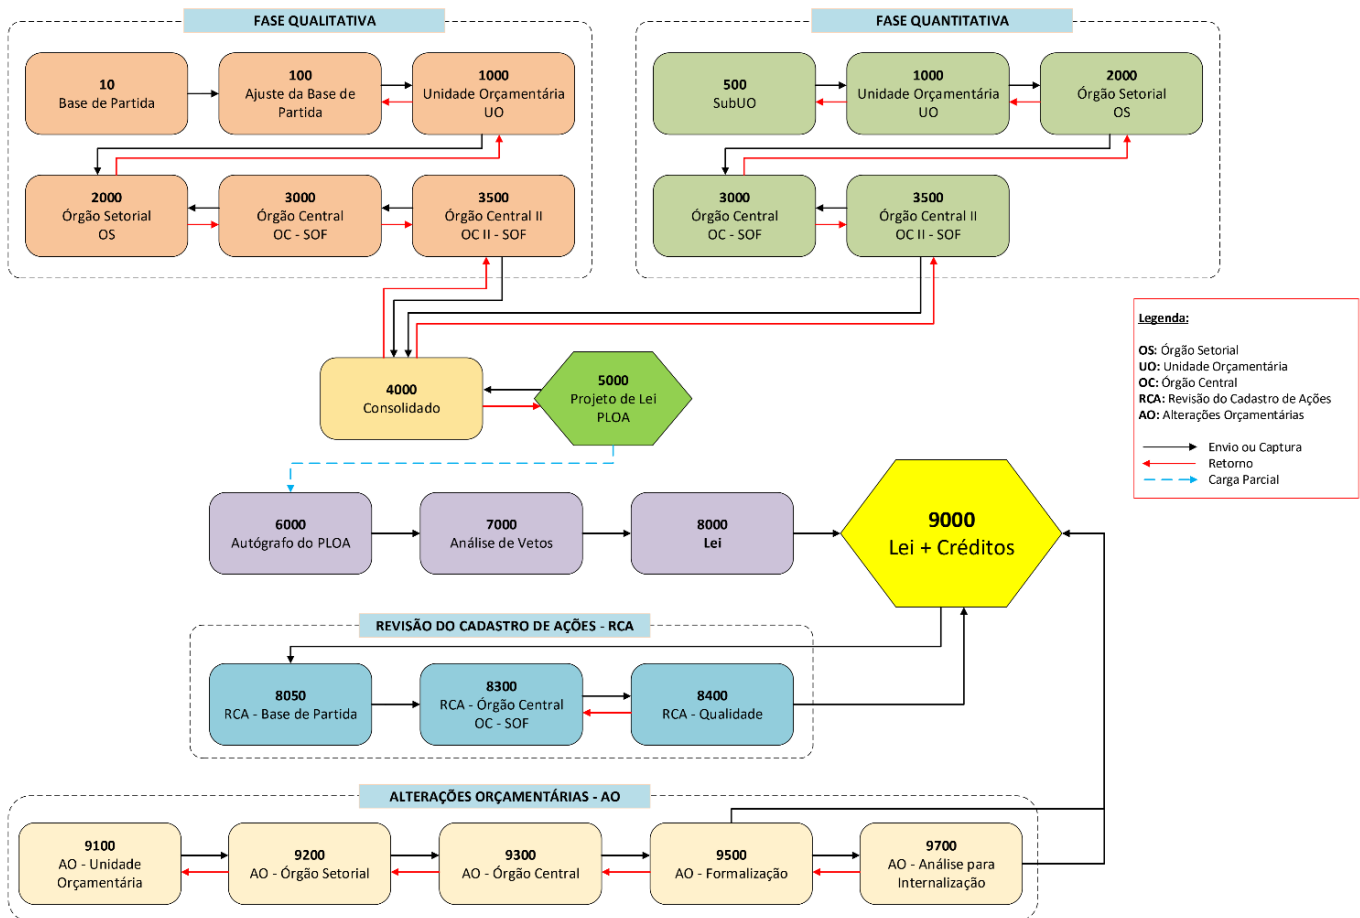 FASE QUALITATIVA
10
Base de Partida
100
Ajuste da Base de
Partida
1000
Unidade Orçamentária
UO
2000
Órgão Setorial
OS
3000
Órgão Central
OC - SOF
3500
Órgão Central II
OC II - SOF
FASE QUANTITATIVA
500
SubUO
1000
Unidade Orçamentária
UO
2000
Órgão Setorial
OS
3000
Órgão Central
OC - SOF
3500
Órgão Central II
OC II - SOF
Legenda:
OS: Órgão Setorial
UO: Unidade Orçamentária
OC: Órgão Central
RCA: Revisão do Cadastro de Ações
AO: Alterações Orçamentárias
Envio ou Captura
Retorno
Carga Parcial
4000
Consolidado
5000
Projeto de Lei
PLOA
6000
Autógrafo do PLOA
7000
Análise de Vetos
8000
Lei
9000
Lei + Créditos
REVISÃO DO CADASTRO DE AÇÕES - RCA
8050
RCA - Base de Partida
8300
RCA - Órgão Central
OC - SOF
8400
RCA - Qualidade
ALTERAÇÕES ORÇAMENTÁRIAS - AO
9100
AO - Unidade
Orçamentária
9200
AO - Órgão Setorial
9300
AO - Órgão Central
9500
AO - Formalização
9700
AO - Análise para
Internalização